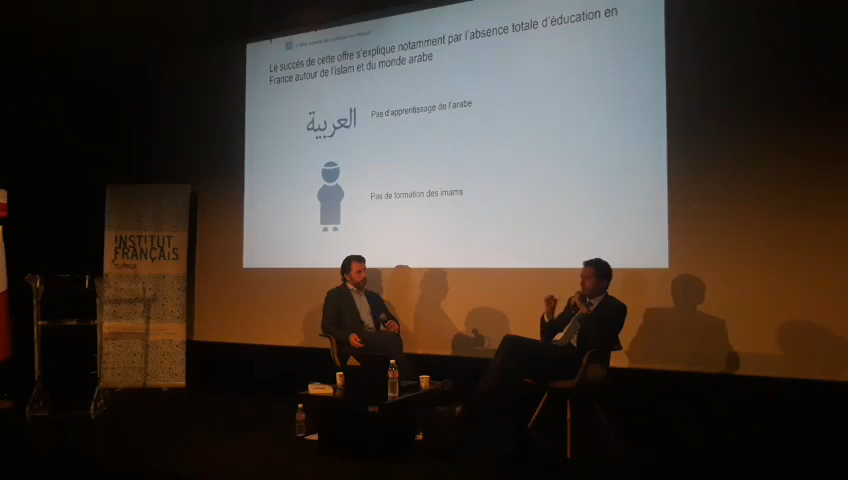 Le succès de cette offre s'explique notamment par l'absence totale d'éducation en
France autour de l'islam et du monde arabe
العربية
Pas d'apprentissage de l'arabe
Pas de formation des imams
INSTITUT
FRANÇAIS